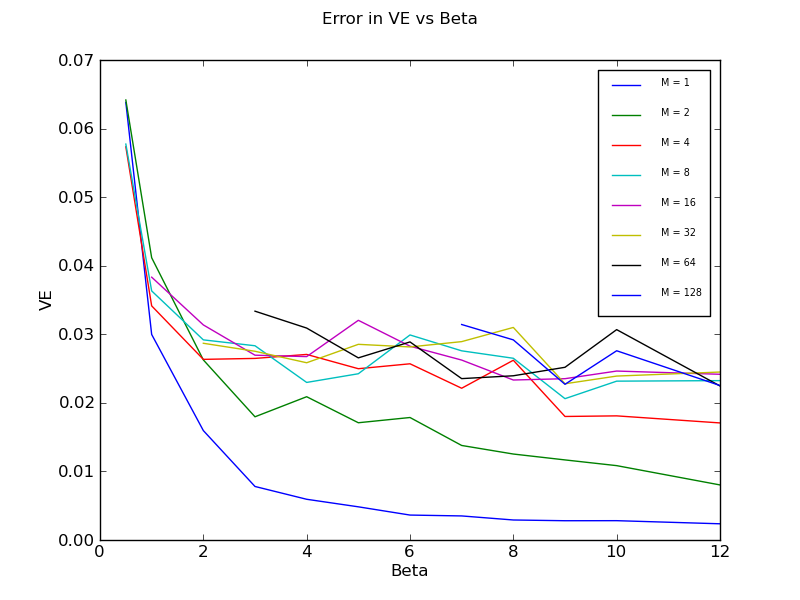 Error in VE vs Beta
0.07
0.06
0.05
0.04
0.03
0.02
0.01
0.00
VE
M = 1
M = 2
M = 4
M = 8
M = 16
M = 32
M = 64
M = 128
0 2 4 6 8 10 12
Beta